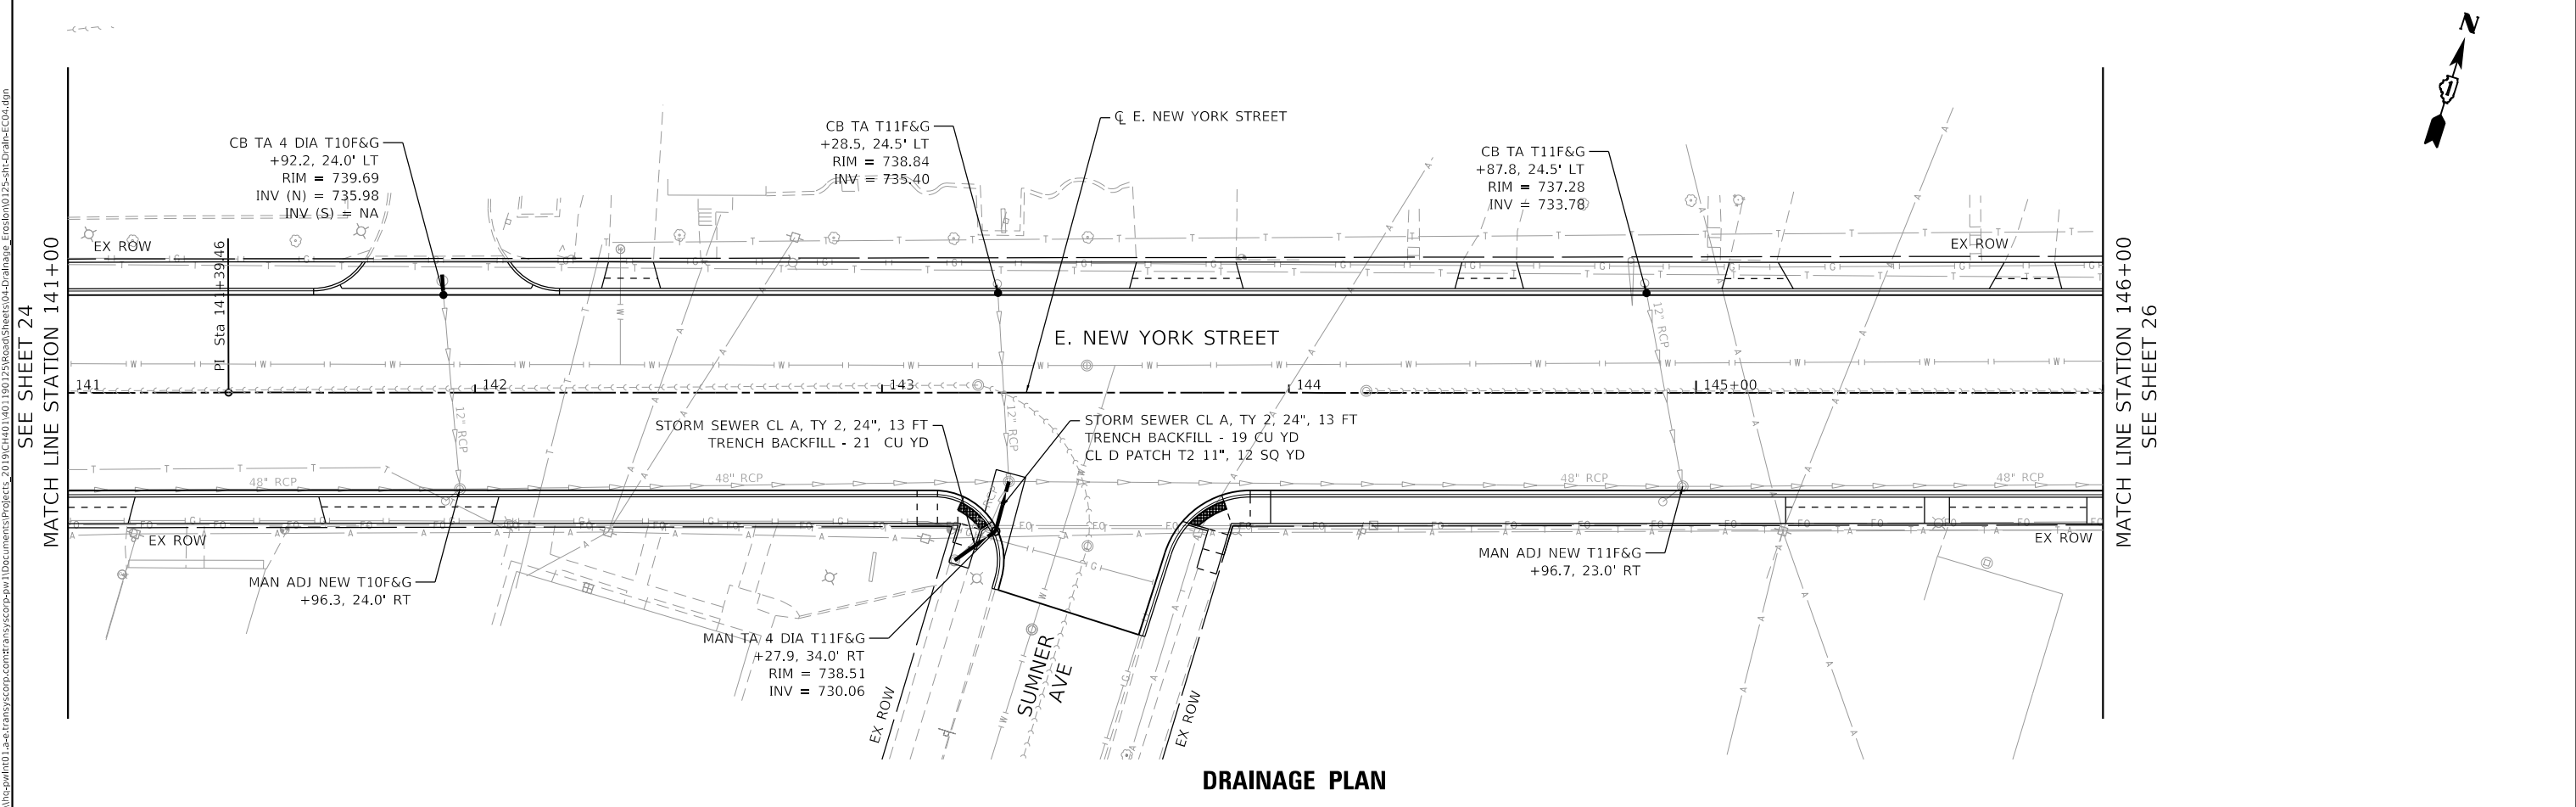 N
1
CB TA 4 DIA T10F&G
+92.2, 24.0' LT
RIM = 739.69
INV (N) = 735.98
INV (S) = NA
CB TA T11F&G
+28.5, 24.5' LT
RIM = 738.84
INV = 735.40
℄ E. NEW YORK STREET
CB TA T11F&G
+87.8, 24.5' LT
RIM = 737.28
INV = 733.78
EX ROW
EX ROW
PI Sta 141+39.46
SEE SHEET 24
MATCH LINE STATION 141+00
MATCH LINE STATION 146+00
SEE SHEET 26
E. NEW YORK STREET
12" RCP
141
142
143
144
145+00
12" RCP
12" RCP
STORM SEWER CL A, TY 2, 24", 13 FT
TRENCH BACKFILL - 21 CU YD
STORM SEWER CL A, TY 2, 24", 13 FT
TRENCH BACKFILL - 19 CU YD
CL D PATCH T2 11", 12 SQ YD
48" RCP
48" RCP
48" RCP
48" RCP
EX ROW
EX ROW
MAN ADJ NEW T10F&G
+96.3, 24.0' RT
MAN ADJ NEW T11F&G
+96.7, 23.0' RT
MAN TA 4 DIA T11F&G
+27.9, 34.0' RT
RIM = 738.51
INV = 730.06
EX ROW
SUMNER
AVE
EX ROW
DRAINAGE PLAN